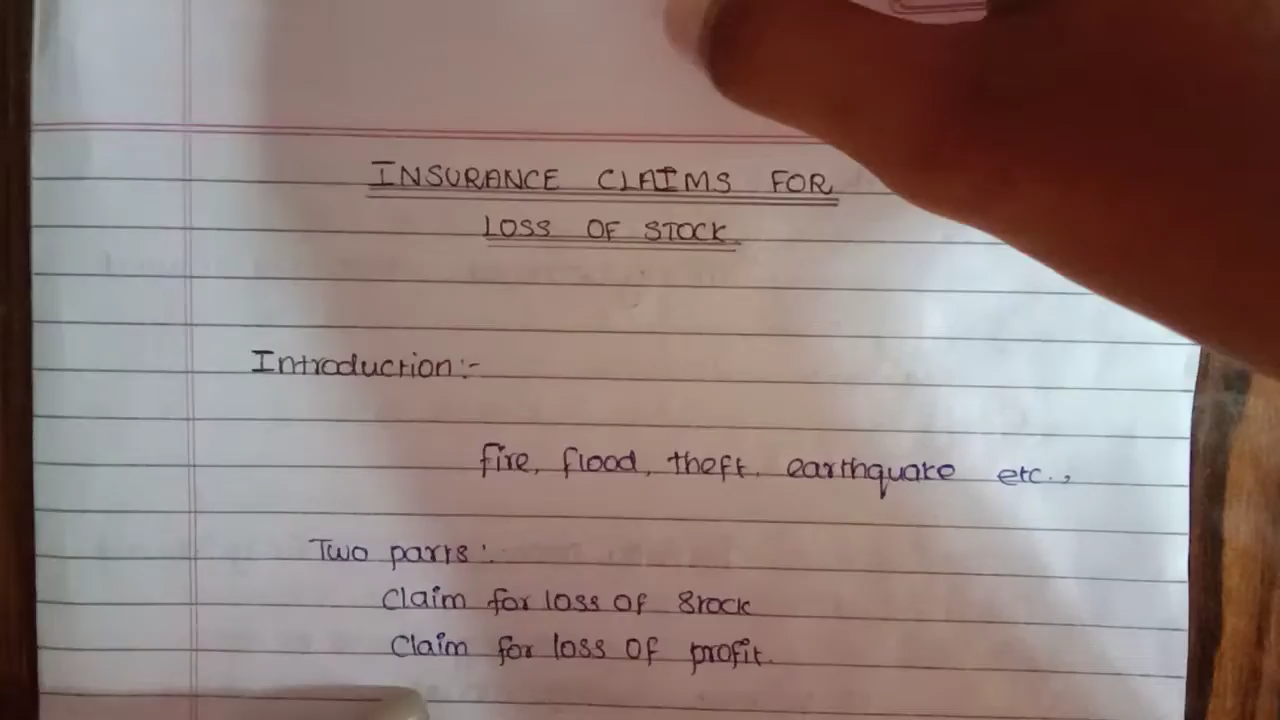 INSURANCE CLAIMS FOR
LOSS OF STOCK
Introduction:-
fire, flood, theft, earthquake etc.,
Two parts:
Claim for loss of Stock
Claim for loss of profit.